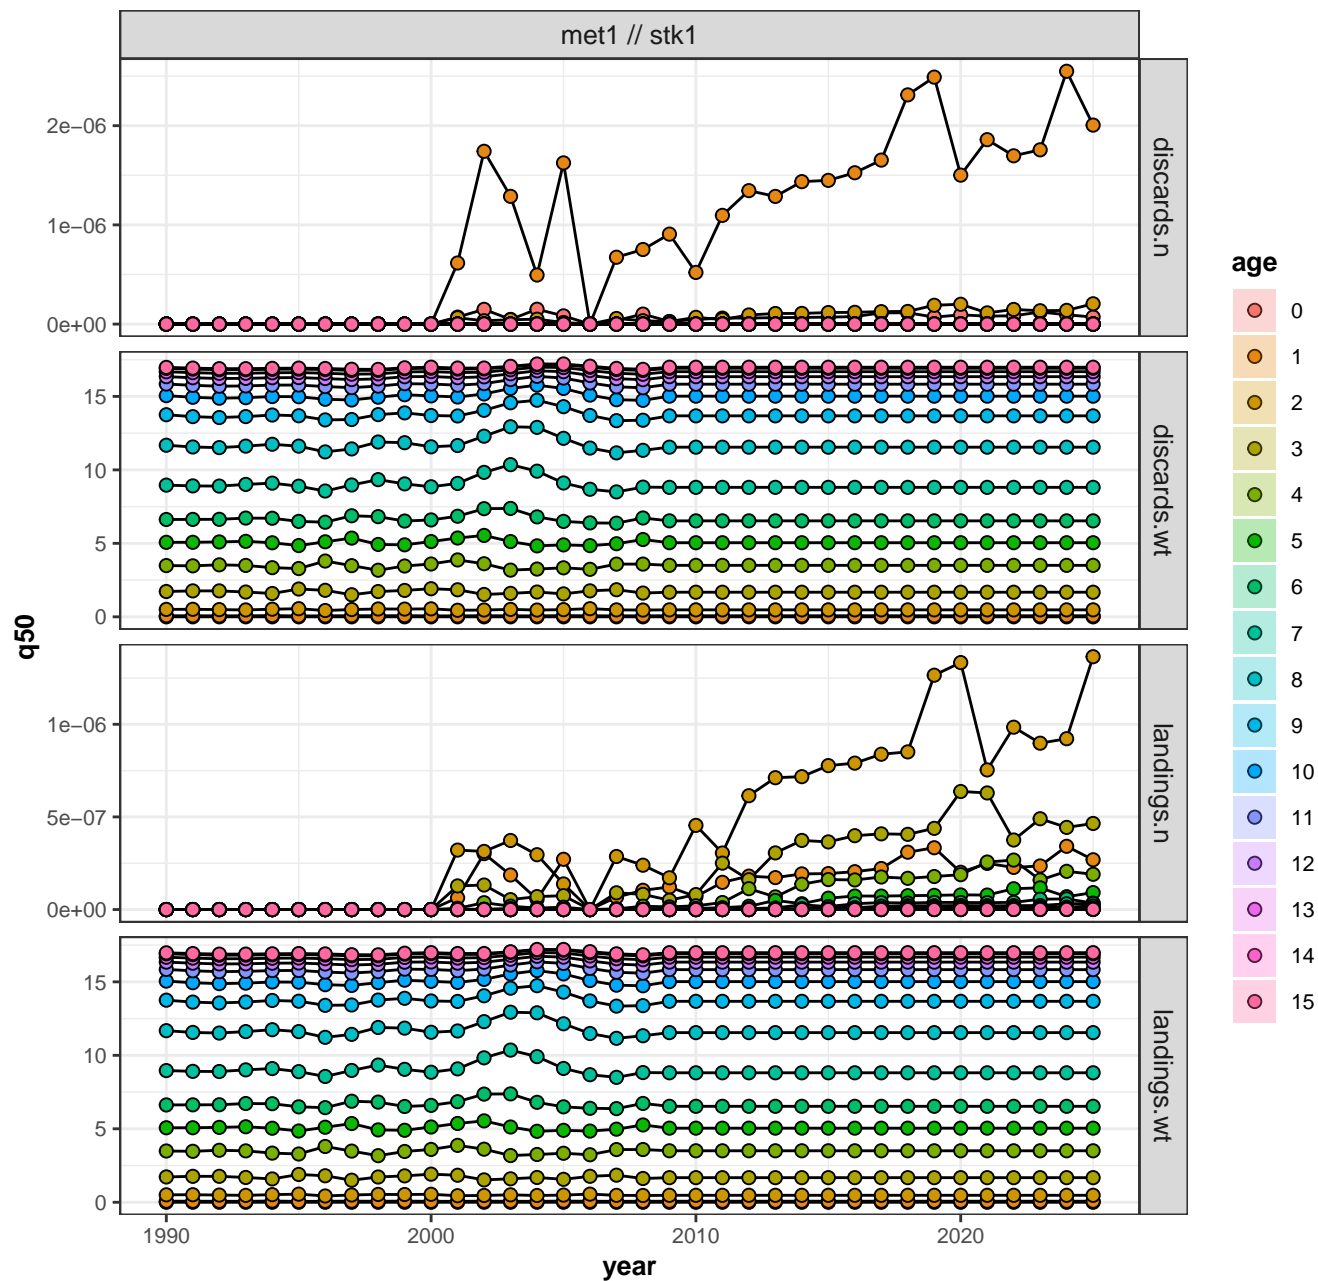 met1 // stk1
discards.n
2e−06
1e−06
0e+00
discards.wt
15
10
5
0
landings.n
1e−06
5e−07
0e+00
landings.wt
15
10
5
0
1990
2000
2010
2020
year
q50
age
0
1
2
3
4
5
6
7
8
9
10
11
12
13
14
15